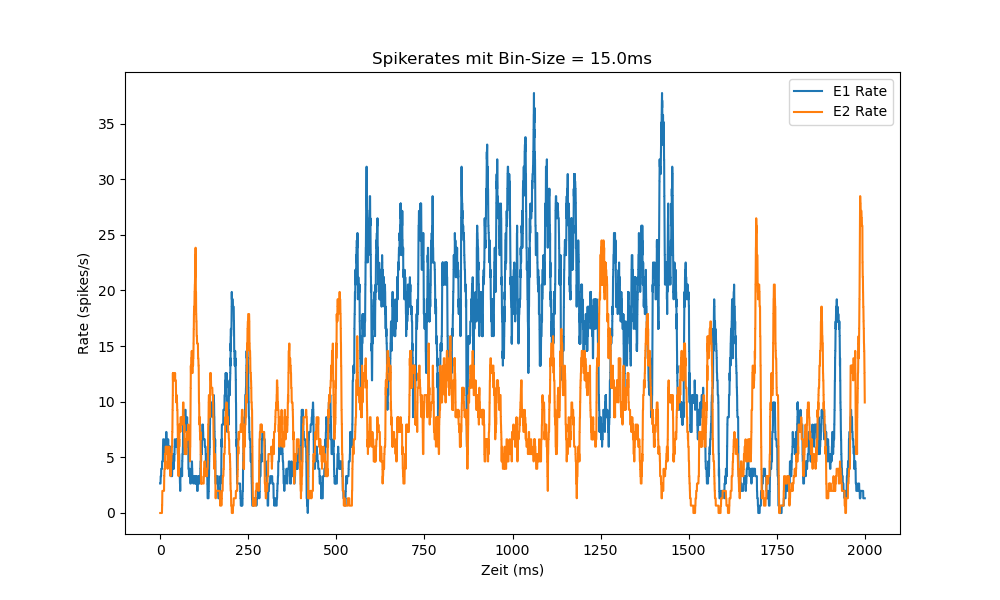 Spikerates mit Bin-Size = 15.0ms
E1 Rate
E2 Rate
Rate (spikes/s)
35
30
25
20
15
10
5
0
0 250 500 750 1000 1250 1500 1750 2000
Zeit (ms)